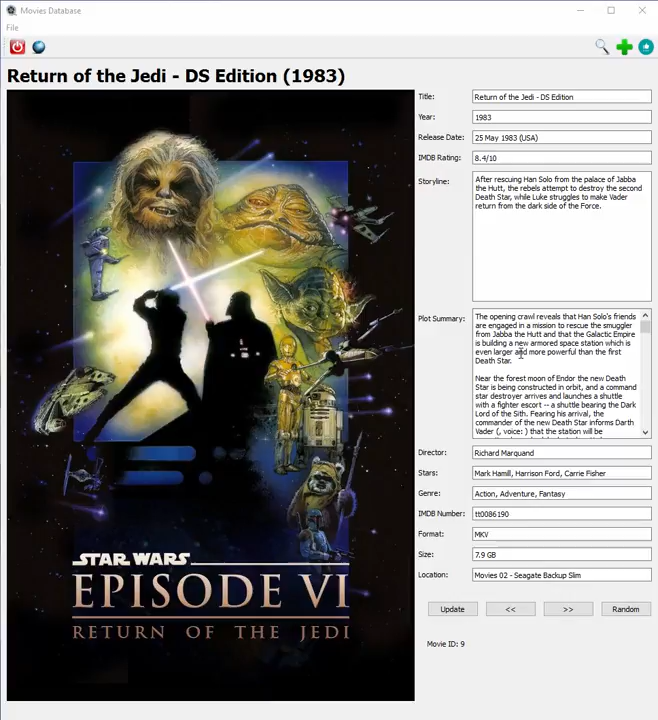 Movies Database
File
Return of the Jedi - DS Edition (1983)
STAR WARS
EPISODE VI
RETURN OF THE JEDI
Title: Return of the Jedi - DS Edition
Year: 1983
Release Date: 25 May 1983 (USA)
IMDB Rating: 8.4/10
Storyline:
After rescuing Han Solo from the palace of Jabba
the Hutt, the rebels attempt to destroy the second
Death Star, while Luke struggles to make Vader
return from the dark side of the Force.
Plot Summary:
The opening crawl reveals that Han Solo's friends
are engaged in a mission to rescue the smuggler
from Jabba the Hutt and that the Galactic Empire
is building a new armored space station which is
even larger and more powerful than the first
Death Star.
Near the forest moon of Endor the new Death
Star is being constructed in orbit, and a command
star destroyer arrives and launches a shuttle
with a fighter escort -- a shuttle bearing the Dark
Lord of the Sith. Fearing his arrival, the
commander of the new Death Star informs Darth
Vader (, voice: ) that the station will be
Director: Richard Marquand
Stars: Mark Hamill, Harrison Ford, Carrie Fisher
Genre: Action, Adventure, Fantasy
IMDB Number: tt0086190
Format: MKV
Size: 7.9 GB
Location: Movies 02 - Seagate Backup Slim
Update << >> Random
Movie ID: 9